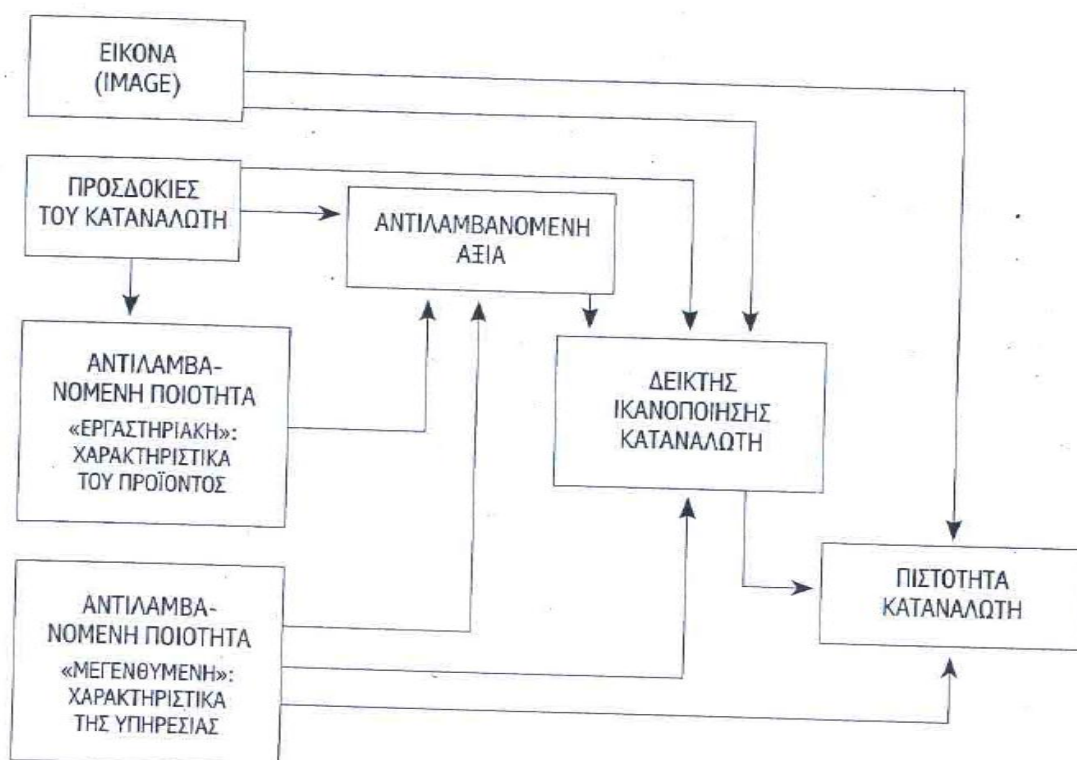 ΕΙΚΟΝΑ
(IMAGE)
ΠΡΟΣΔΟΚΙΕΣ
ΤΟΥ ΚΑΤΑΝΑΛΩΤΗ
ΑΝΤΙΛΑΜΒΑΝΟΜΕΝΗ
ΑΞΙΑ
ΑΝΤΙΛΑΜΒΑ-
ΝΟΜΕΝΗ ΠΟΙΟΤΗΤΑ
«ΕΡΓΑΣΤΗΡΙΑΚΗ»:
ΧΑΡΑΚΤΗΡΙΣΤΙΚΑ
ΤΟΥ ΠΡΟΪΟΝΤΟΣ
ΔΕΙΚΤΗΣ
ΙΚΑΝΟΠΟΙΗΣΗΣ
ΚΑΤΑΝΑΛΩΤΗ
ΑΝΤΙΛΑΜΒΑ-
ΝΟΜΕΝΗ ΠΟΙΟΤΗΤΑ
«ΜΕΓΕΝΘΥΜΕΝΗ»:
ΧΑΡΑΚΤΗΡΙΣΤΙΚΑ
ΤΗΣ ΥΠΗΡΕΣΙΑΣ
ΠΙΣΤΟΤΗΤΑ
ΚΑΤΑΝΑΛΩΤΗ